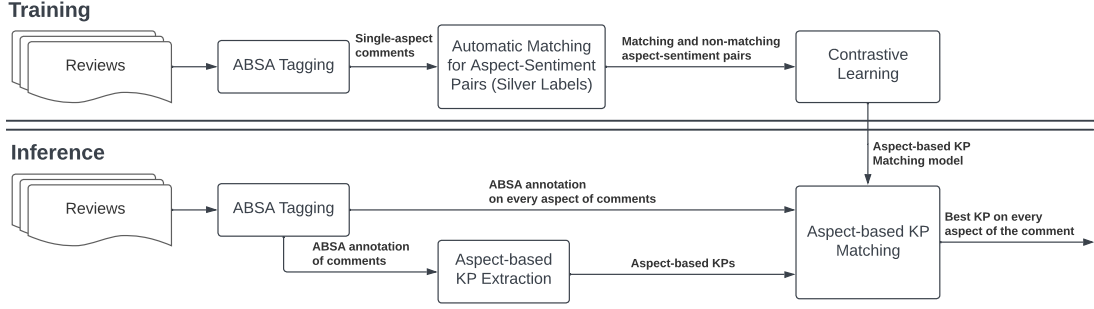 Training
Reviews
ABSA Tagging
Single-aspect
comments
Automatic Matching
for Aspect-Sentiment
Pairs (Silver Labels)
Matching and non-matching
aspect-sentiment pairs
Contrastive
Learning
Aspect-based KP
Matching model
Inference
Reviews
ABSA Tagging
ABSA annotation
on every aspect of comments
ABSA annotation
of comments
Aspect-based
KP Extraction
Aspect-based KPs
Aspect-based KP
Matching
Best KP on every
aspect of the comment